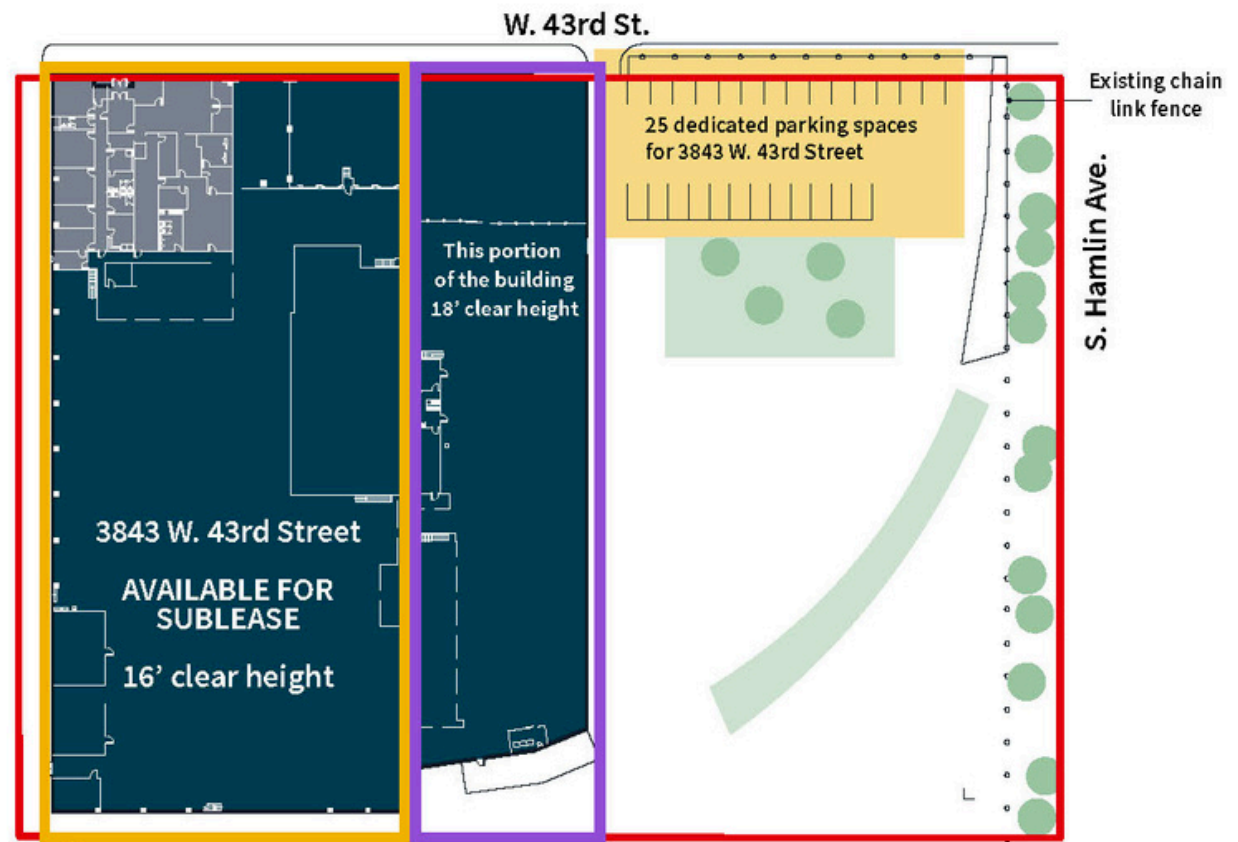 W. 43rd St.
Existing chain
link fence
25 dedicated parking spaces
for 3843 W. 43rd Street
S. Hamlin Ave.
This portion
of the building
18’ clear height
3843 W. 43rd Street
AVAILABLE FOR
SUBLEASE
16’ clear height